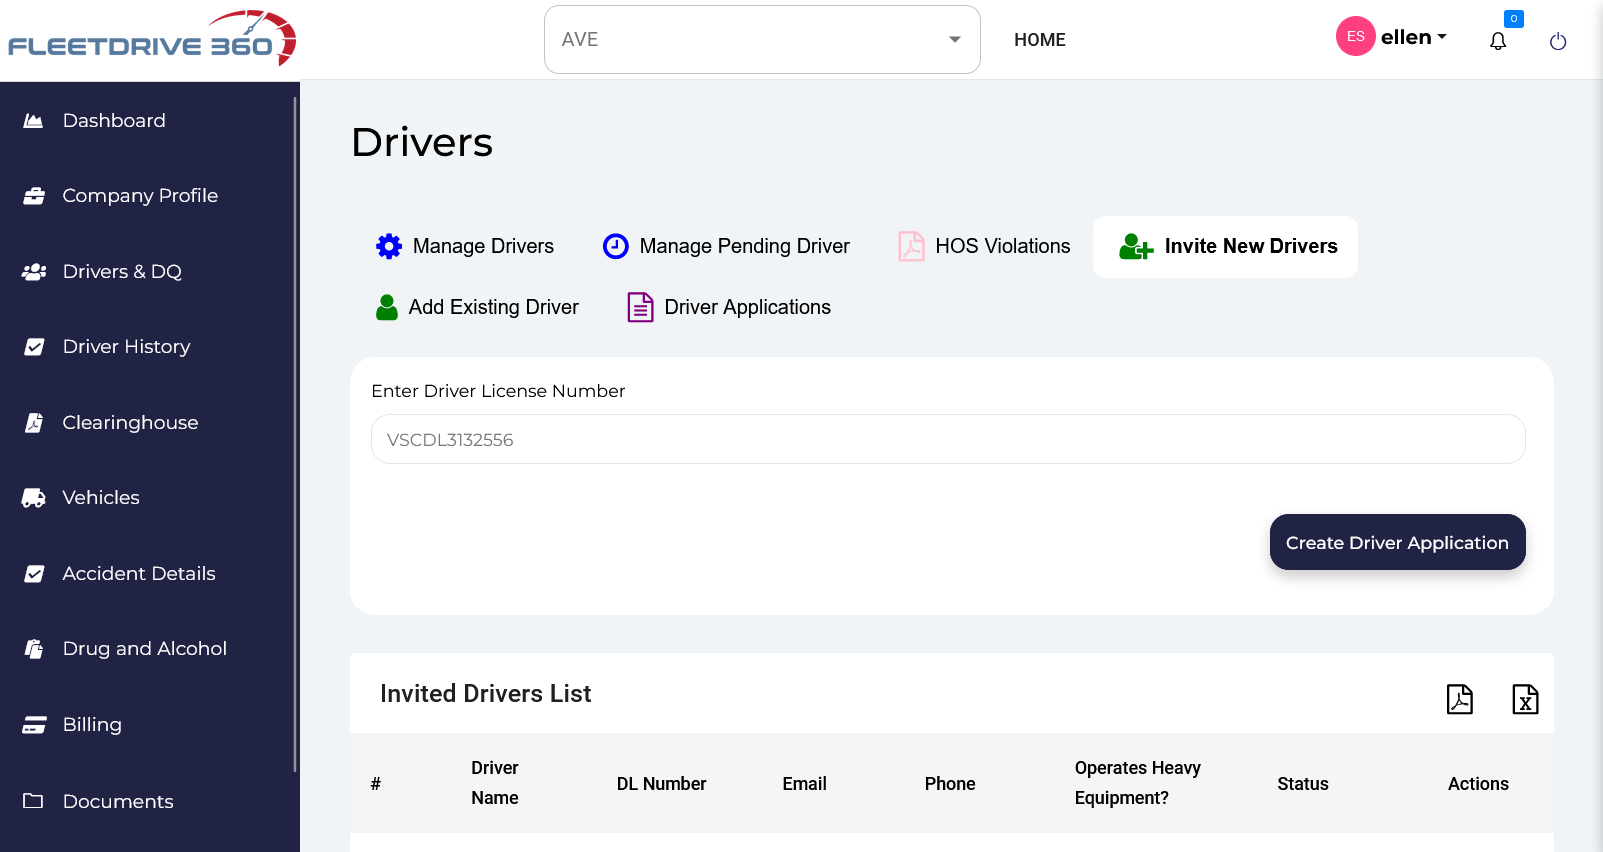 FLEETDRIVE 360
AVE
HOME
ES
ellen
0
Dashboard
Company Profile
Drivers & DQ
Driver History
Clearinghouse
Vehicles
Accident Details
Drug and Alcohol
Billing
Documents
Drivers
Manage Drivers
Manage Pending Driver
HOS Violations
Invite New Drivers
Add Existing Driver
Driver Applications
Enter Driver License Number
VSCDL3132556
Create Driver Application
Invited Drivers List
#
Driver
Name
DL Number
Email
Phone
Operates Heavy
Equipment?
Status
Actions